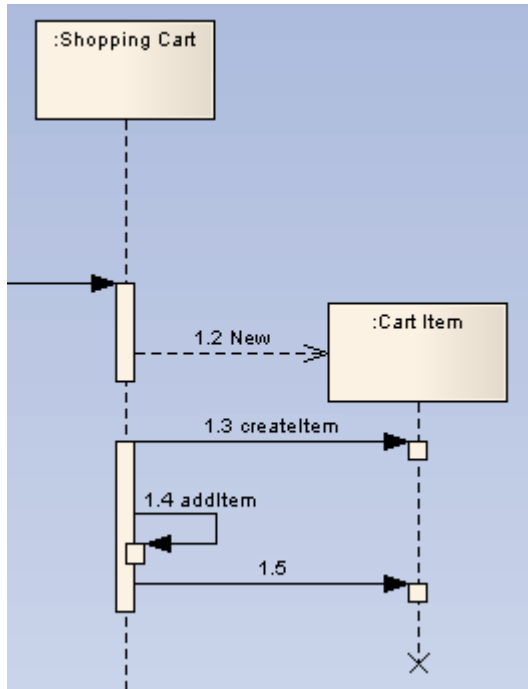 :Shopping Cart
1.2 New
:Cart Item
1.3 createItem
1.4 addItem
1.5